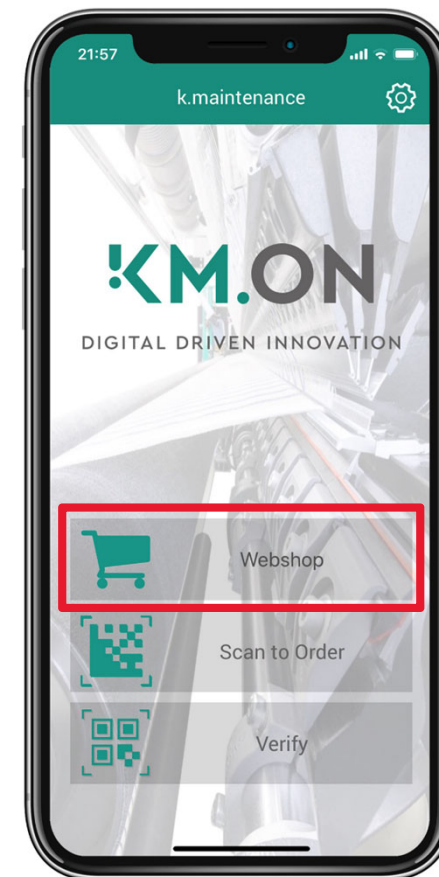 21:57
k.maintenance
KM.ON
DIGITAL DRIVEN INNOVATION
Webshop
Scan to Order
Verify